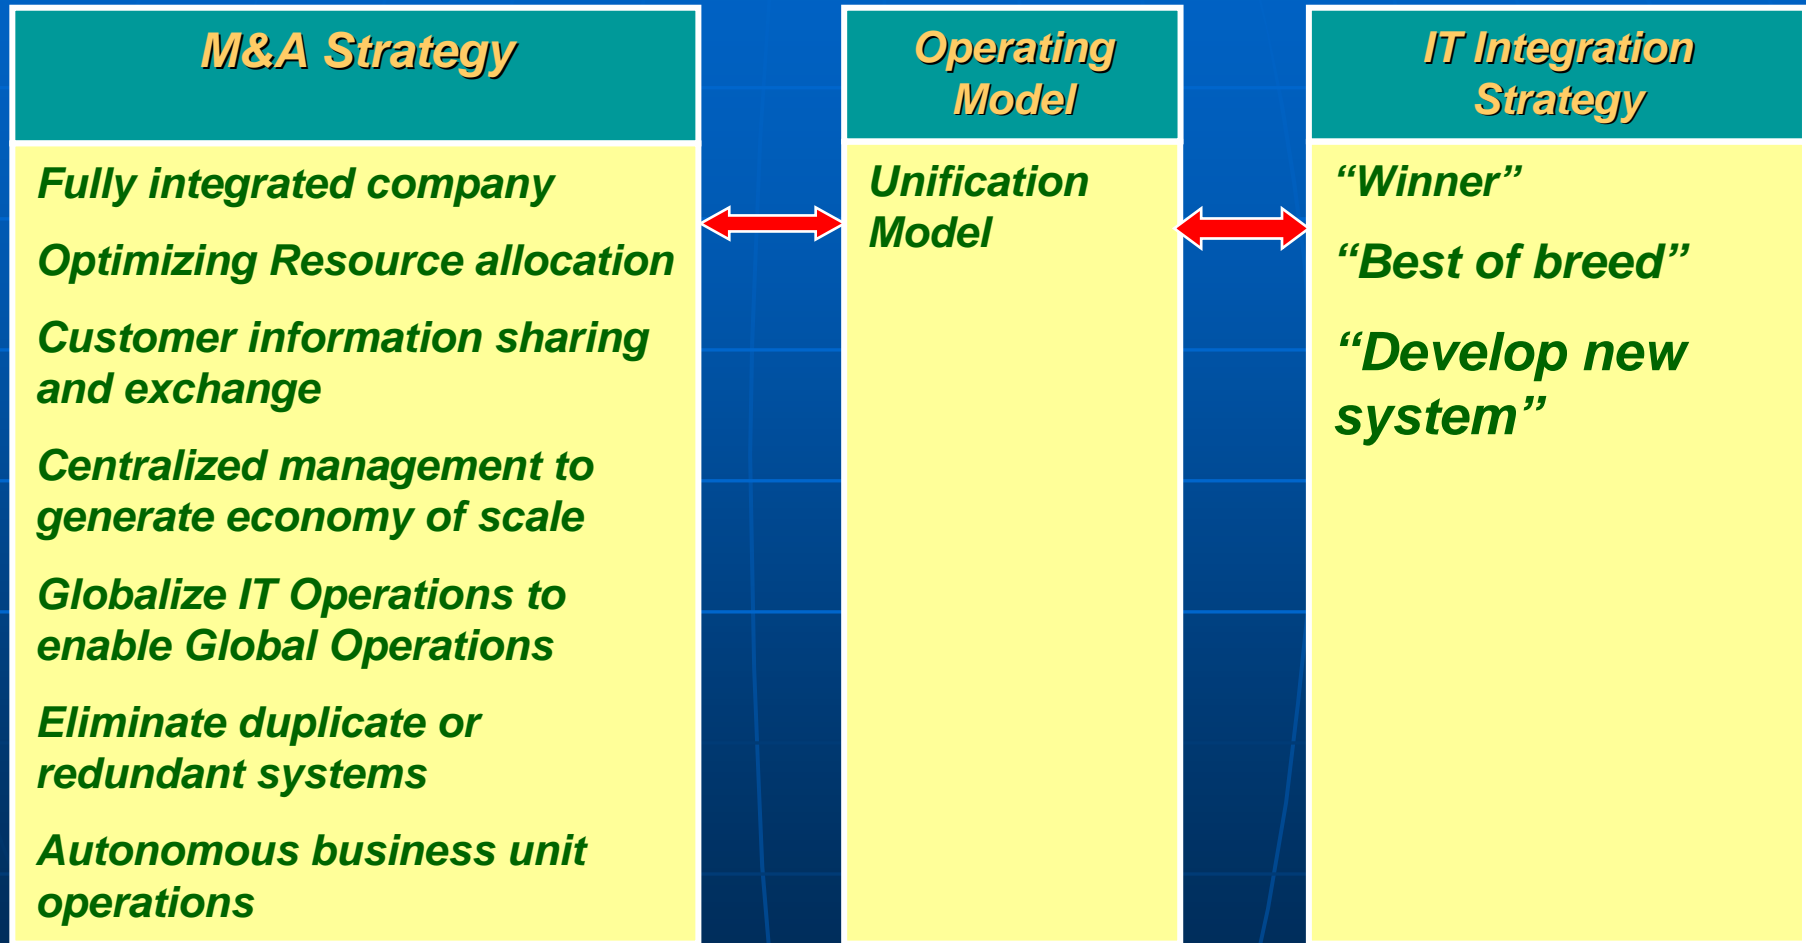 M&A Strategy
Fully integrated company
Optimizing Resource allocation
Customer information sharing
and exchange
Centralized management to
generate economy of scale
Globalize IT Operations to
enable Global Operations
Eliminate duplicate or
redundant systems
Autonomous business unit
operations
Operating
Model
Unification
Model
IT Integration
Strategy
“Winner”
“Best of breed”
“Develop new
system”